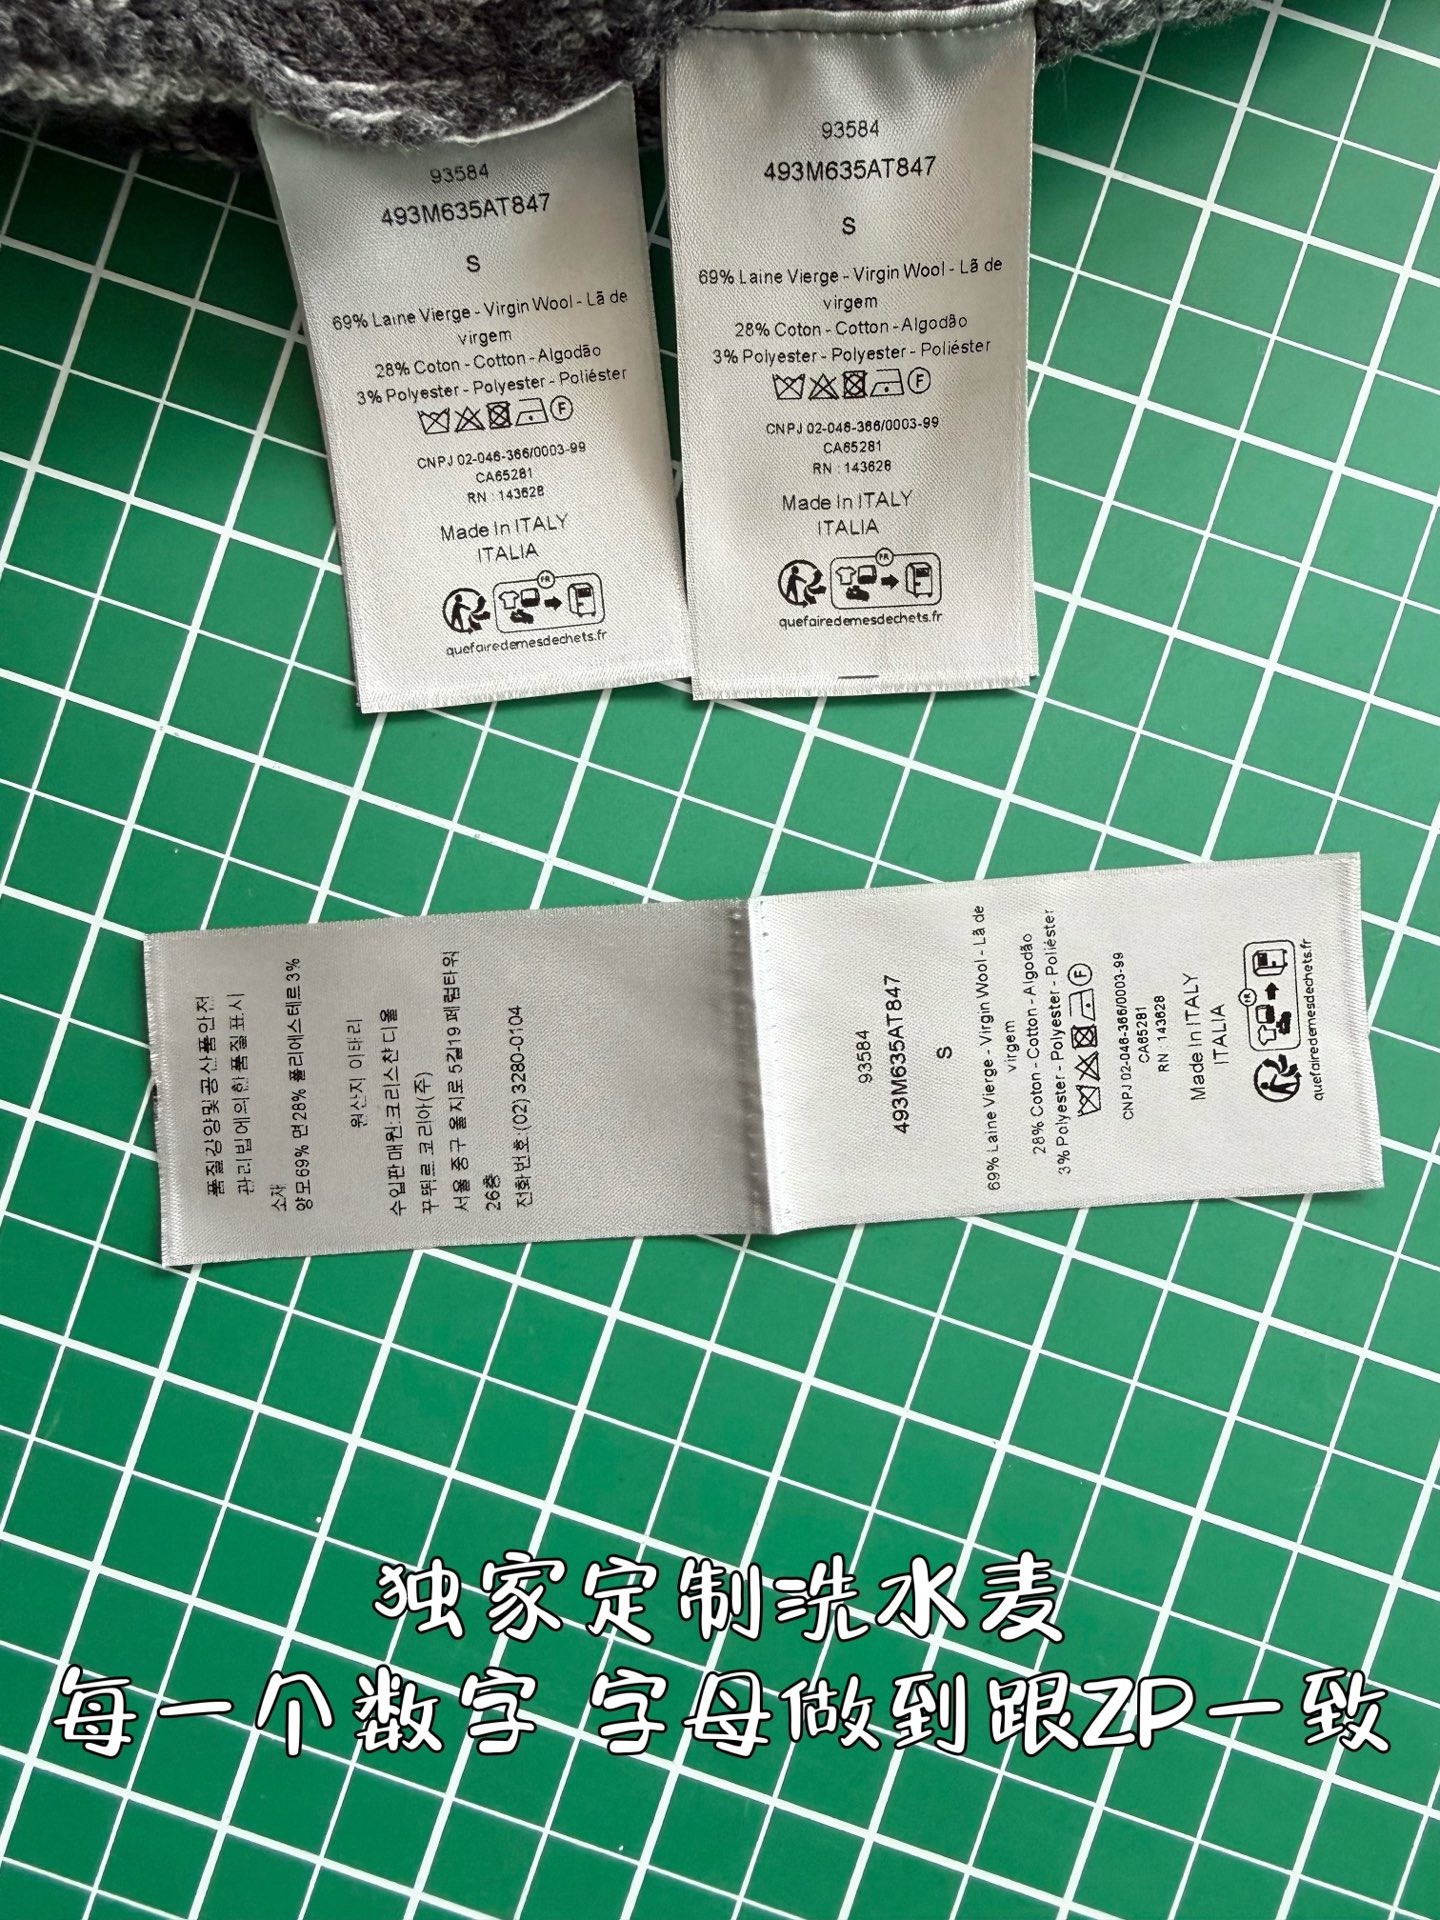 93584
493M635AT847
S
69% Laine Vierge - Virgin Wool - Lã de
virgem
28% Coton - Cotton - Algodão
3% Polyester - Polyester - Poliéster
F
CNPJ 02-046-366/0003-99
CA65281
RN : 143628
Made In ITALY
ITALIA
FR
quefairedemesdechets.fr
93584
493M635AT847
S
69% Laine Vierge - Virgin Wool - Lã de
virgem
28% Coton - Cotton - Algodão
3% Polyester - Polyester - Poliéster
F
CNPJ 02-046-366/0003-99
CA65281
RN : 143628
Made In ITALY
ITALIA
FR
quefairedemesdechets.fr
품질경영및공산품안전
관리법에의한품질표시
소재
양모69% 면28% 폴리에스테르3%
원산지 이태리
수입판매원:크리스챤디올
꾸뛰르 코리아(주)
서울 중구 을지로5길19 페럼타워
26층
전화번호:(02)3280-0104
93584
493M635AT847
S
69% Laine Vierge - Virgin Wool - Lã de
virgem
28% Coton - Cotton - Algodão
3% Polyester - Polyester - Poliéster
F
CNPJ 02-046-366/0003-99
CA65281
RN : 143628
Made In ITALY
ITALIA
FR
quefairedemesdechets.fr
独家定制洗水麦
每一个数字 字母做到跟ZP一致